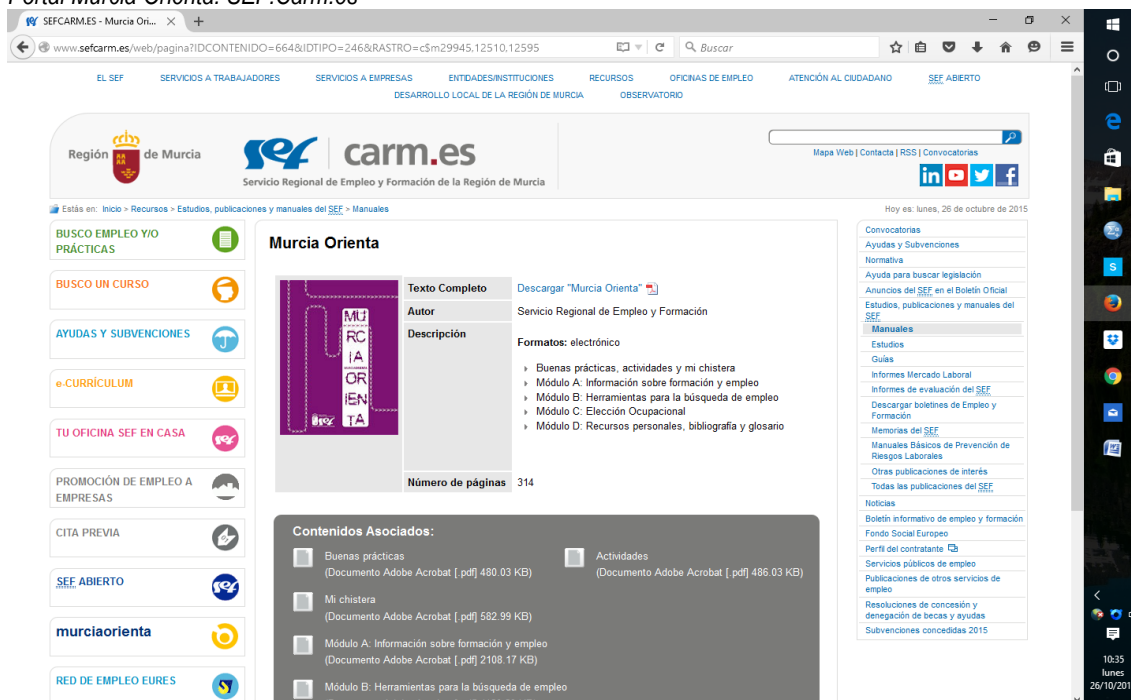 Portal Murcia Orienta. SEF.Carm.es
SEFCARM.ES - Murcia Ori...
www.sefcarm.es/web/pagina?IDCONTENIDO=664&IDTIPO=246&RASTRO=c$m29945,12510,12595
Buscar
EL SEF SERVICIOS A TRABAJADORES SERVICIOS A EMPRESAS ENTIDADES/INSTITUCIONES RECURSOS OFICINAS DE EMPLEO ATENCIÓN AL CIUDADANO SEF ABIERTO
DESARROLLO LOCAL DE LA REGIÓN DE MURCIA OBSERVATORIO
Región de Murcia
sef carm.es
Servicio Regional de Empleo y Formación de la Región de Murcia
Mapa Web | Contacta | RSS | Convocatorias
Estás en: Inicio > Recursos > Estudios, publicaciones y manuales del SEF > Manuales
Hoy es: lunes, 26 de octubre de 2015
BUSCO EMPLEO Y/O
PRÁCTICAS
BUSCO UN CURSO
AYUDAS Y SUBVENCIONES
e-CURRÍCULUM
TU OFICINA SEF EN CASA
sef
PROMOCIÓN DE EMPLEO A
EMPRESAS
CITA PREVIA
SEF ABIERTO
sef
murciaorienta
RED DE EMPLEO EURES
Murcia Orienta
MU
RC
IA
OR
IEN
TA
sef
Texto Completo Descargar "Murcia Orienta"
Autor Servicio Regional de Empleo y Formación
Descripción
Formatos: electrónico
Buenas prácticas, actividades y mi chistera
Módulo A: Información sobre formación y empleo
Módulo B: Herramientas para la búsqueda de empleo
Módulo C: Elección Ocupacional
Módulo D: Recursos personales, bibliografía y glosario
Número de páginas 314
Contenidos Asociados:
Buenas prácticas
(Documento Adobe Acrobat [.pdf] 480.03 KB)
Actividades
(Documento Adobe Acrobat [.pdf] 486.03 KB)
Mi chistera
(Documento Adobe Acrobat [.pdf] 582.99 KB)
Módulo A: Información sobre formación y empleo
(Documento Adobe Acrobat [.pdf] 2108.17 KB)
Módulo B: Herramientas para la búsqueda de empleo
Convocatorias
Ayudas y Subvenciones
Normativa
Ayuda para buscar legislación
Anuncios del SEF en el Boletín Oficial
Estudios, publicaciones y manuales del
SEF
Manuales
Estudios
Guías
Informes Mercado Laboral
Informes de evaluación del SEF
Descargar boletines de Empleo y
Formación
Memorias del SEF
Manuales Básicos de Prevención de
Riesgos Laborales
Otras publicaciones de interés
Todas las publicaciones del SEF
Noticias
Boletín informativo de empleo y formación
Fondo Social Europeo
Perfil del contratante
Servicios públicos de empleo
Publicaciones de otros servicios de
empleo
Resoluciones de concesión y
denegación de becas y ayudas
Subvenciones concedidas 2015
10:35
lunes
26/10/201